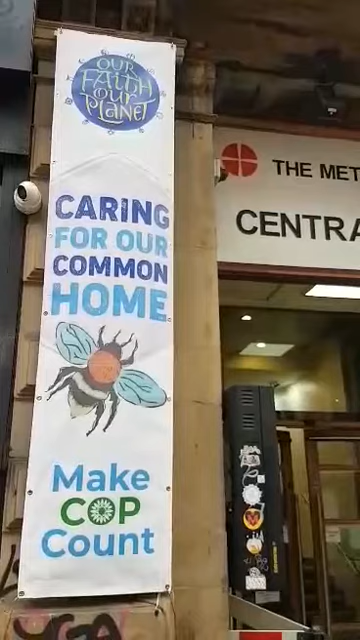 OUR
FAITH
our
Planet
CARING
FOR OUR
COMMON
HOME
Make
COP
Count
THE MET
CENTRA